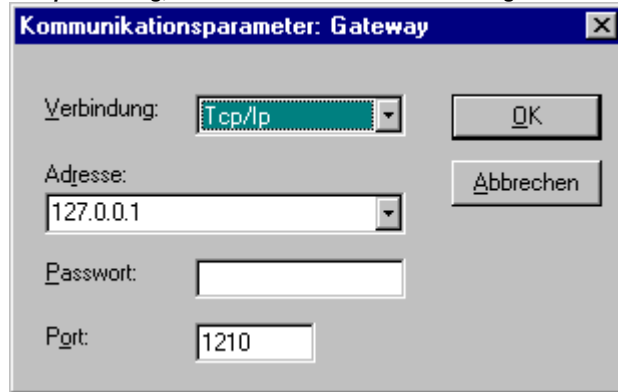 Kommunikationsparameter: Gateway
Verbindung: Tcp/Ip
OK
Adresse:
127.0.0.1
Abbrechen
Passwort:
Port: 1210